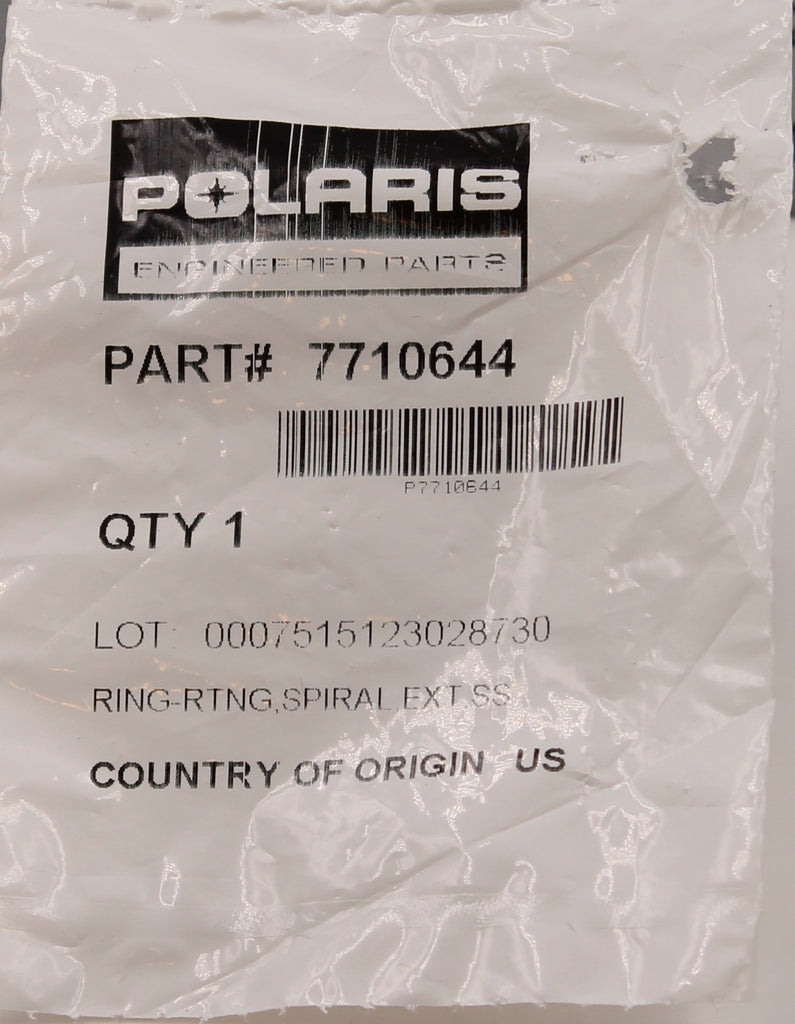 POLARIS
ENGINEERED PARTS
PART# 7710644
P7710644
QTY 1
LOT: 0007515123028730
RING-RTNG,SPIRAL,EXT,SS
COUNTRY OF ORIGIN US